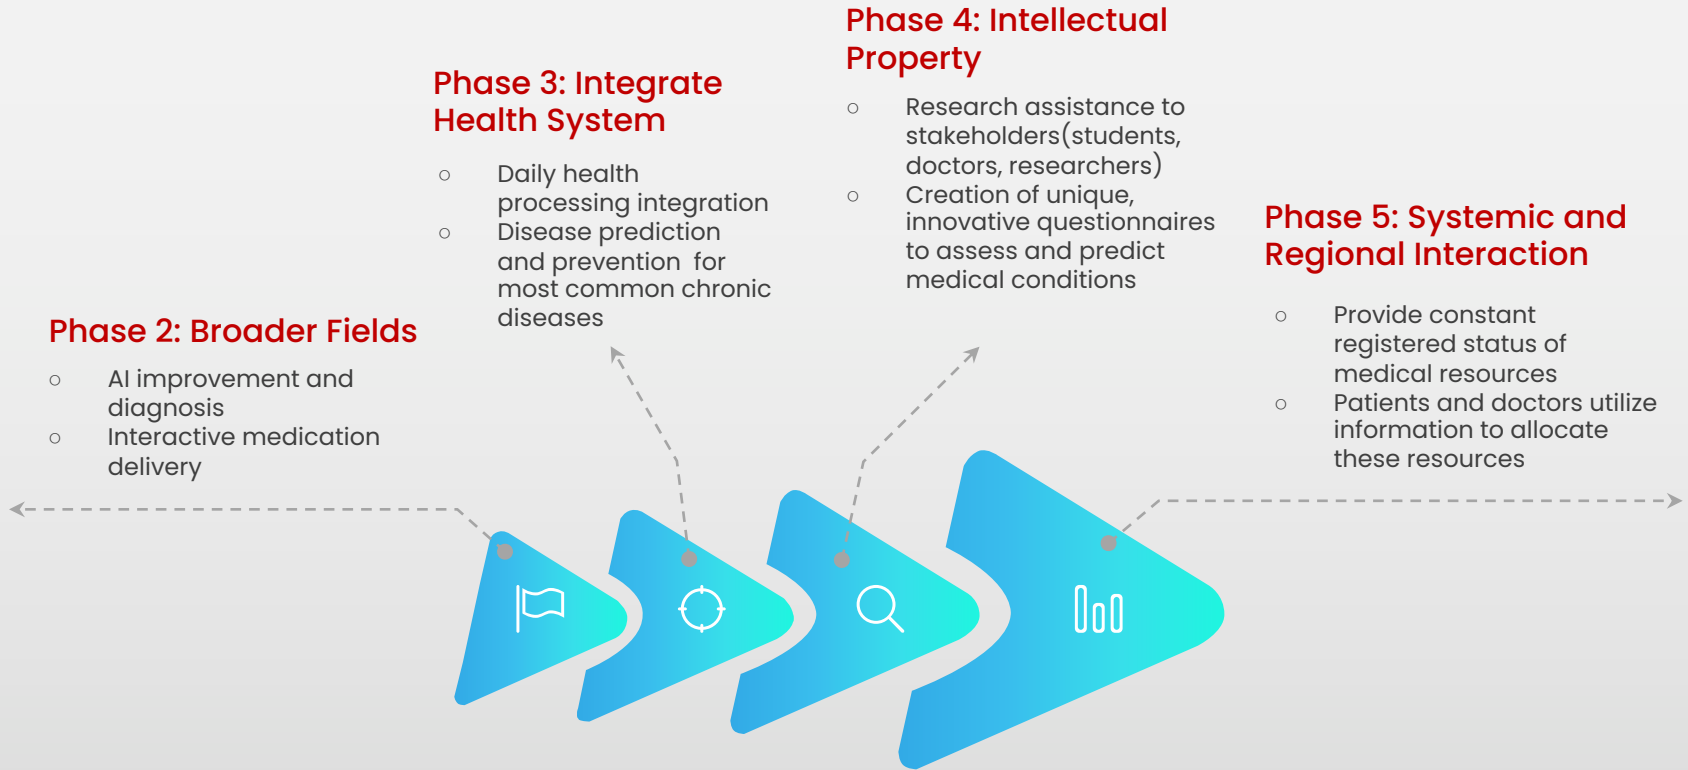 Phase 2: Broader Fields
○ AI improvement and
diagnosis
○ Interactive medication
delivery
Phase 3: Integrate
Health System
○ Daily health
processing integration
○ Disease prediction
and prevention for
most common chronic
diseases
Phase 4: Intellectual
Property
○ Research assistance to
stakeholders(students,
doctors, researchers)
○ Creation of unique,
innovative questionnaires
to assess and predict
medical conditions
Phase 5: Systemic and
Regional Interaction
○ Provide constant
registered status of
medical resources
○ Patients and doctors utilize
information to allocate
these resources